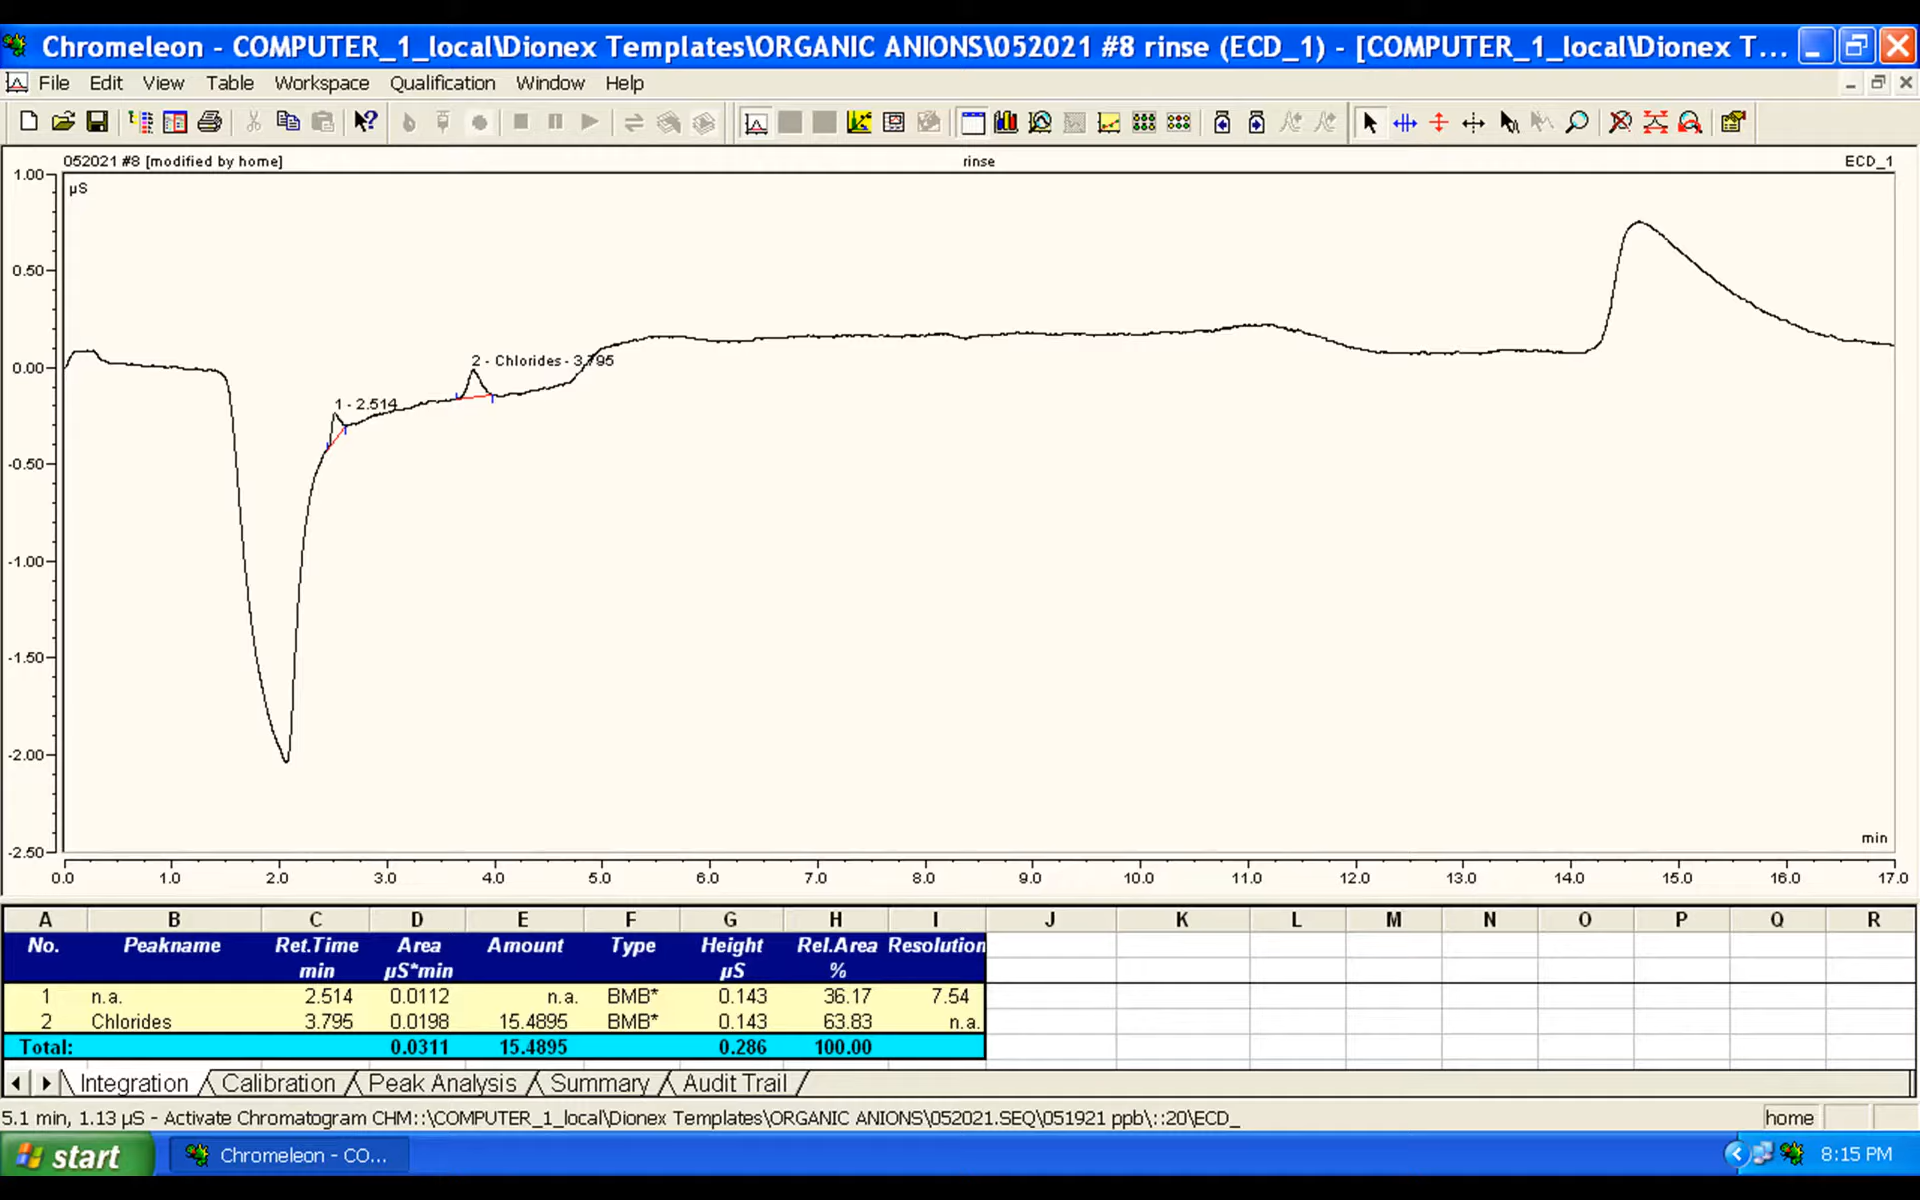 Chromeleon - COMPUTER_1_local\Dionex Templates\ORGANIC ANIONS\052021 #8 rinse (ECD_1) - [COMPUTER_1_local\Dionex T...
File Edit View Table Workspace Qualification Window Help
052021 #8 [modified by home] rinse ECD_1
1.00
µS
0.50
0.00
2 - Chlorides - 3.795
1 - 2.514
-0.50
-1.00
-1.50
-2.00
min
-2.50
0.0 1.0 2.0 3.0 4.0 5.0 6.0 7.0 8.0 9.0 10.0 11.0 12.0 13.0 14.0 15.0 16.0 17.0
A B C D E F G H I J K L M N O P Q R
No. Peakname Ret.Time Area Amount Type Height Rel.Area Resolution
min µS*min µS %
1 n.a. 2.514 0.0112 n.a. BMB* 0.143 36.17 7.54
2 Chlorides 3.795 0.0198 15.4895 BMB* 0.143 63.83 n.a.
Total: 0.0311 15.4895 0.286 100.00
Integration Calibration Peak Analysis Summary Audit Trail
5.1 min, 1.13 µS - Activate Chromatogram CHM::\COMPUTER_1_local\Dionex Templates\ORGANIC ANIONS\052021.SEQ\051921 ppb\::20\ECD_ home
start Chromeleon - CO... 8:15 PM